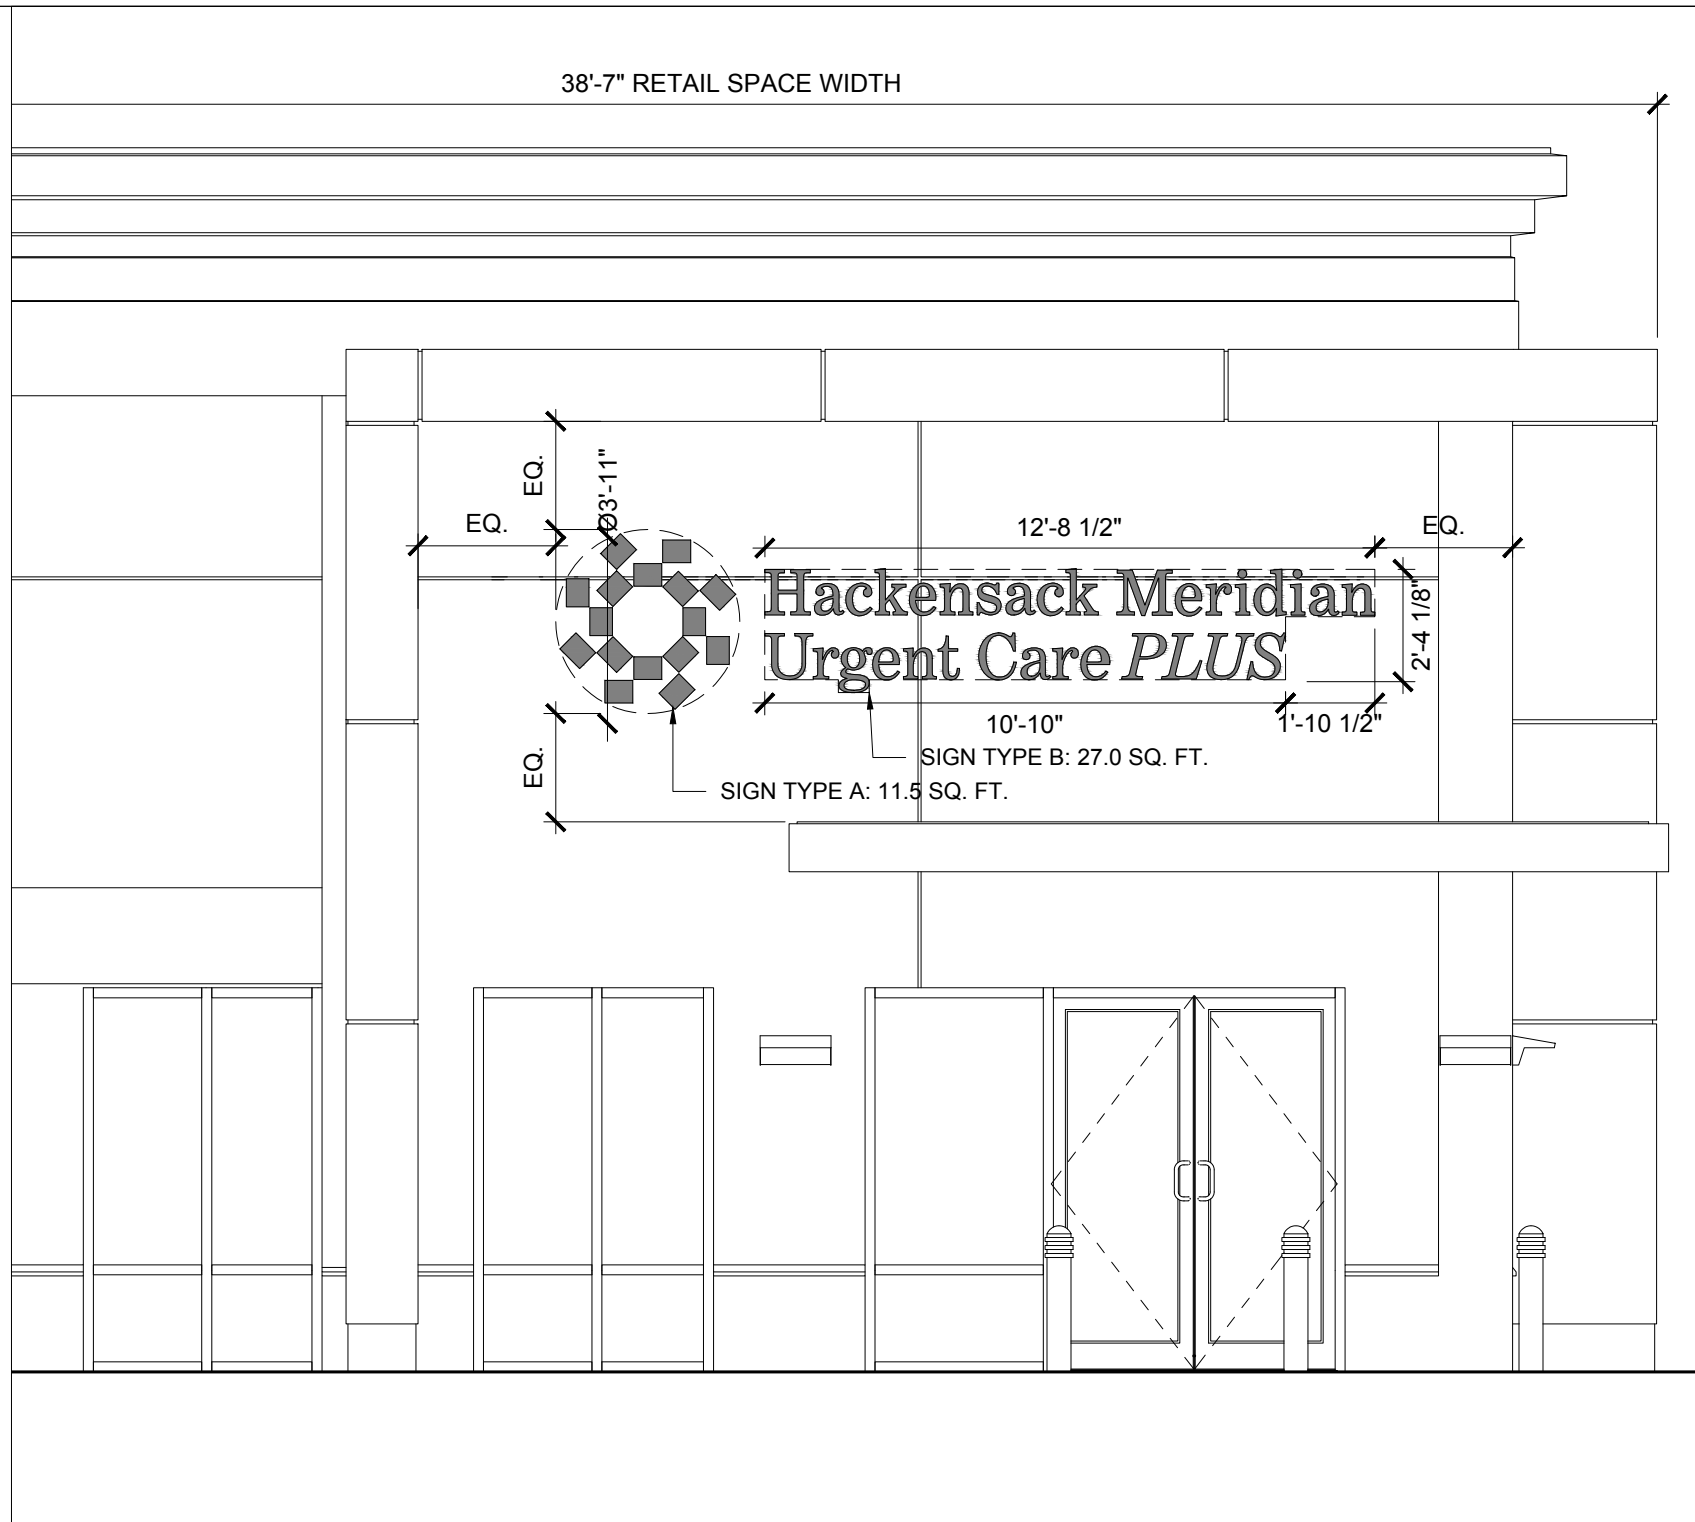 38'-7" RETAIL SPACE WIDTH
EQ.
Ø3'-11"
EQ.
12'-8 1/2"
EQ.
Hackensack Meridian
Urgent Care PLUS
2'-4 1/8"
10'-10"
1'-10 1/2"
EQ.
SIGN TYPE B: 27.0 SQ. FT.
SIGN TYPE A: 11.5 SQ. FT.